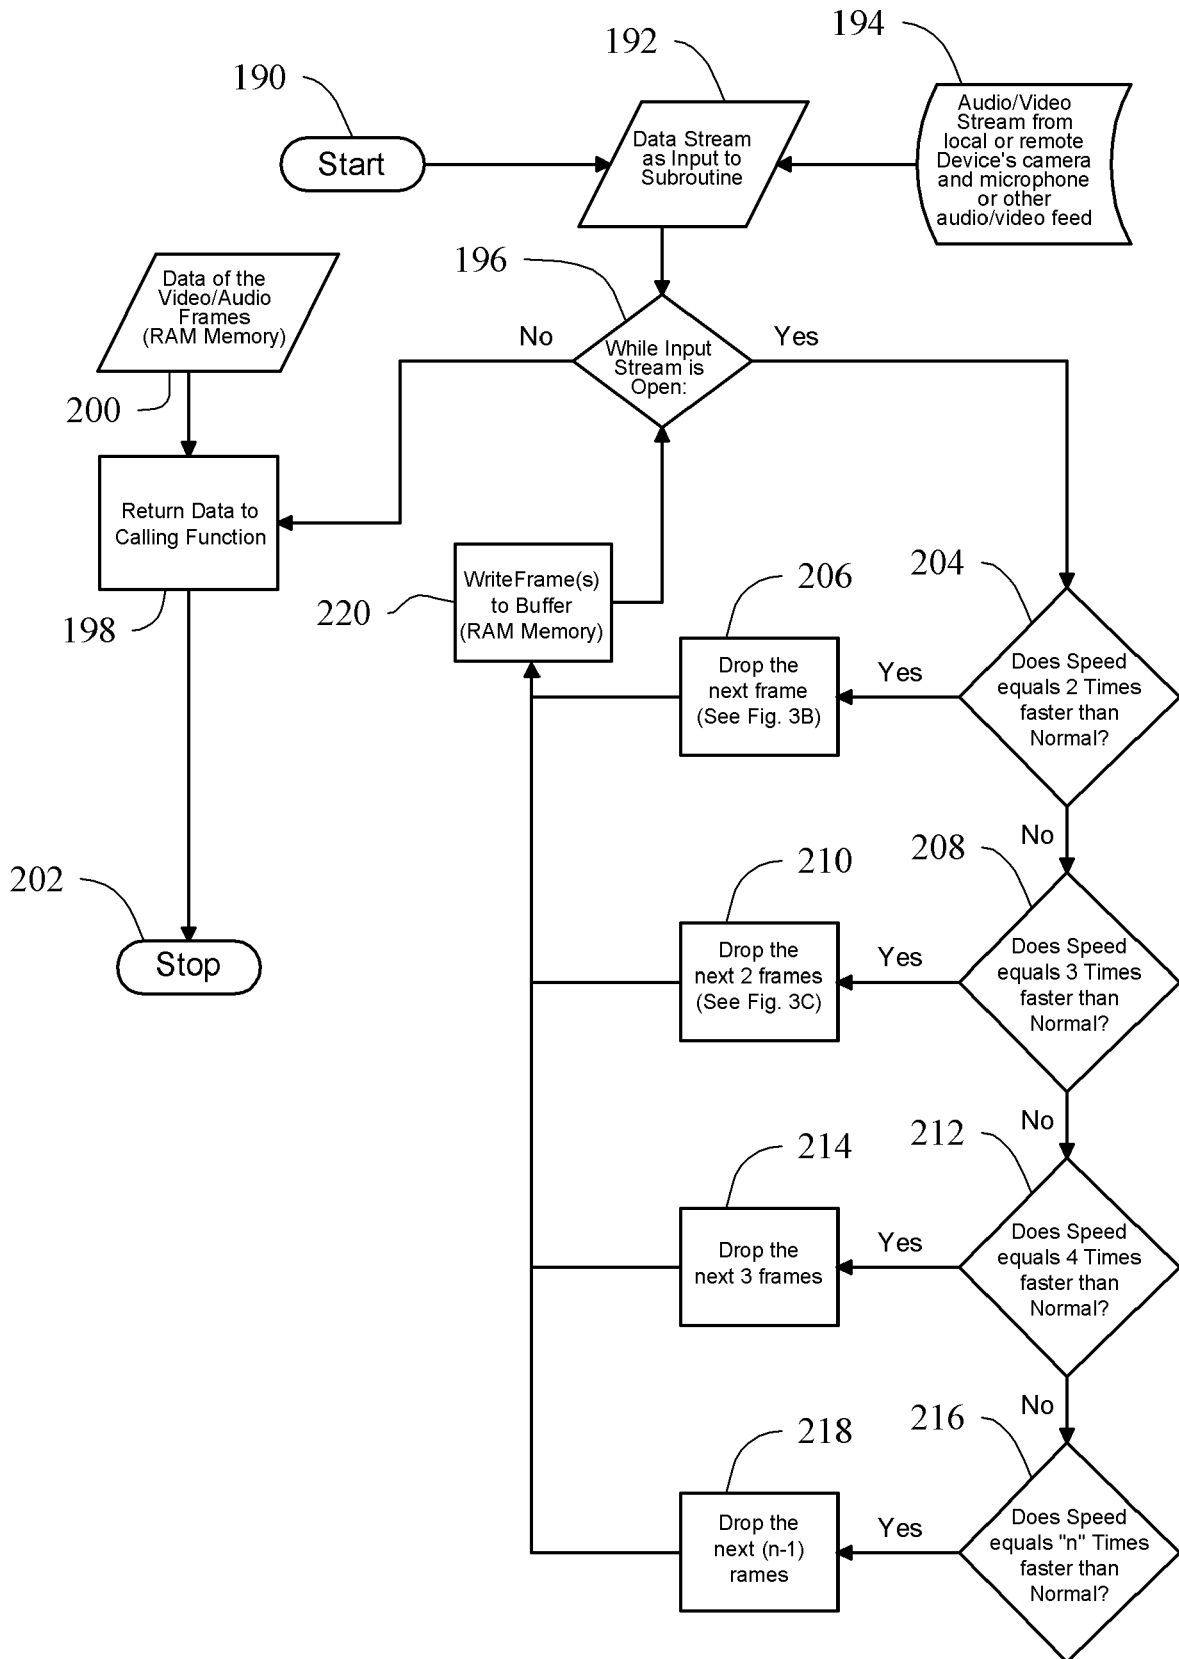 190
Start
192
Data Stream
as Input to
Subroutine
194
Audio/Video
Stream from
local or remote
Device's camera
and microphone
or other
audio/video feed
Data of the
Video/Audio
Frames
(RAM Memory)
200
196
While Input
Stream is
Open:
No
Yes
Return Data to
Calling Function
198
WriteFrame(s)
to Buffer
(RAM Memory)
220
206
Drop the
next frame
(See Fig. 3B)
Yes
204
Does Speed
equals 2 Times
faster than
Normal?
No
202
Stop
210
Drop the
next 2 frames
(See Fig. 3C)
Yes
208
Does Speed
equals 3 Times
faster than
Normal?
No
214
Drop the
next 3 frames
Yes
212
Does Speed
equals 4 Times
faster than
Normal?
No
218
Drop the
next (n-1)
rames
Yes
216
Does Speed
equals "n" Times
faster than
Normal?